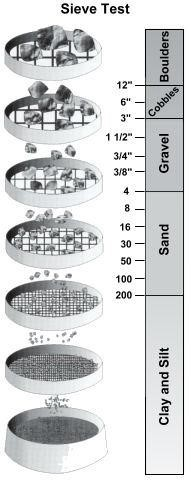 Sieve Test
Boulders
12"
Cobbles
6"
3"
Gravel
1 1/2"
3/4"
3/8"
4
Sand
8
16
30
50
100
200
Clay and Silt